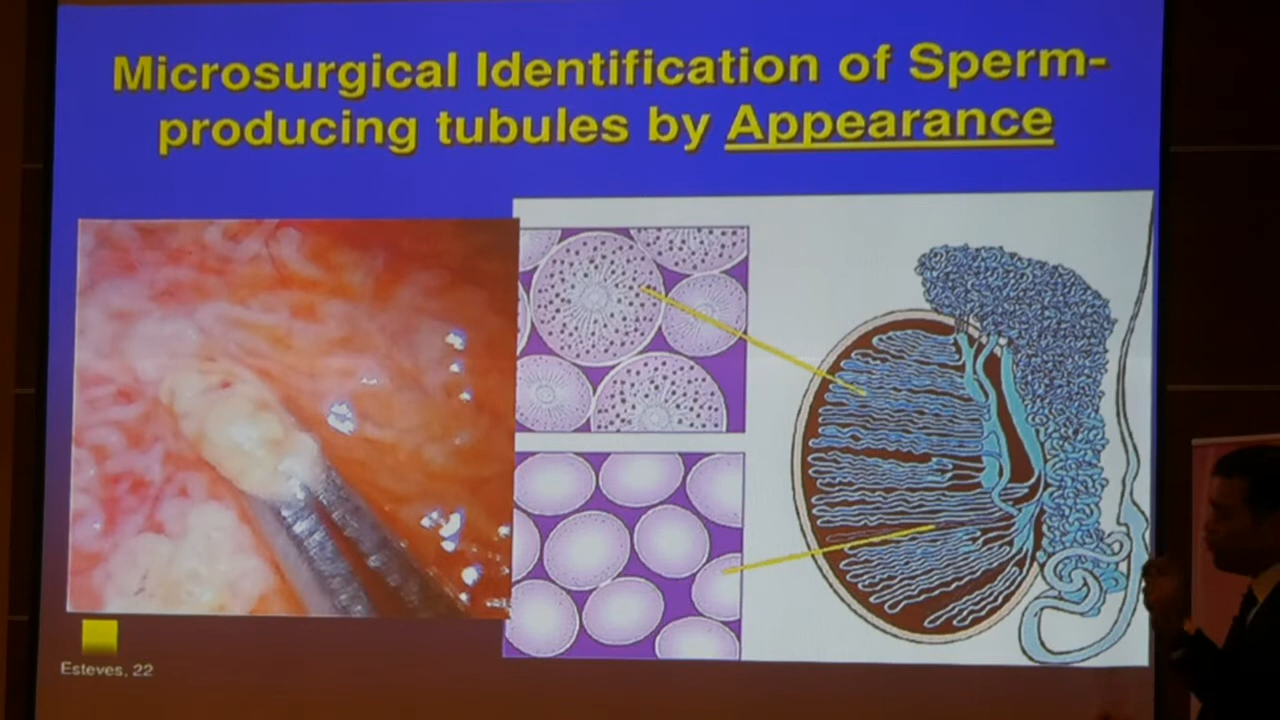 Microsurgical Identification of Sperm-
producing tubules by Appearance
Esteves, 22